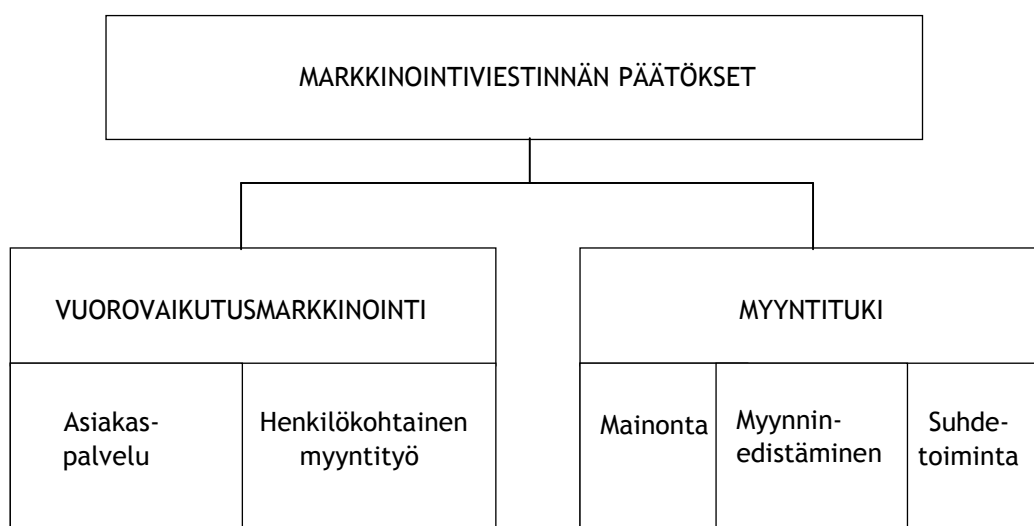 MARKKINOINTIVIESTINNÄN PÄÄTÖKSET
VUOROVAIKUTUSMARKKINOINTI
Asiakas-
palvelu
Henkilökohtainen
myyntityö
MYYNTITUKI
Mainonta
Myynnin-
edistäminen
Suhde-
toiminta